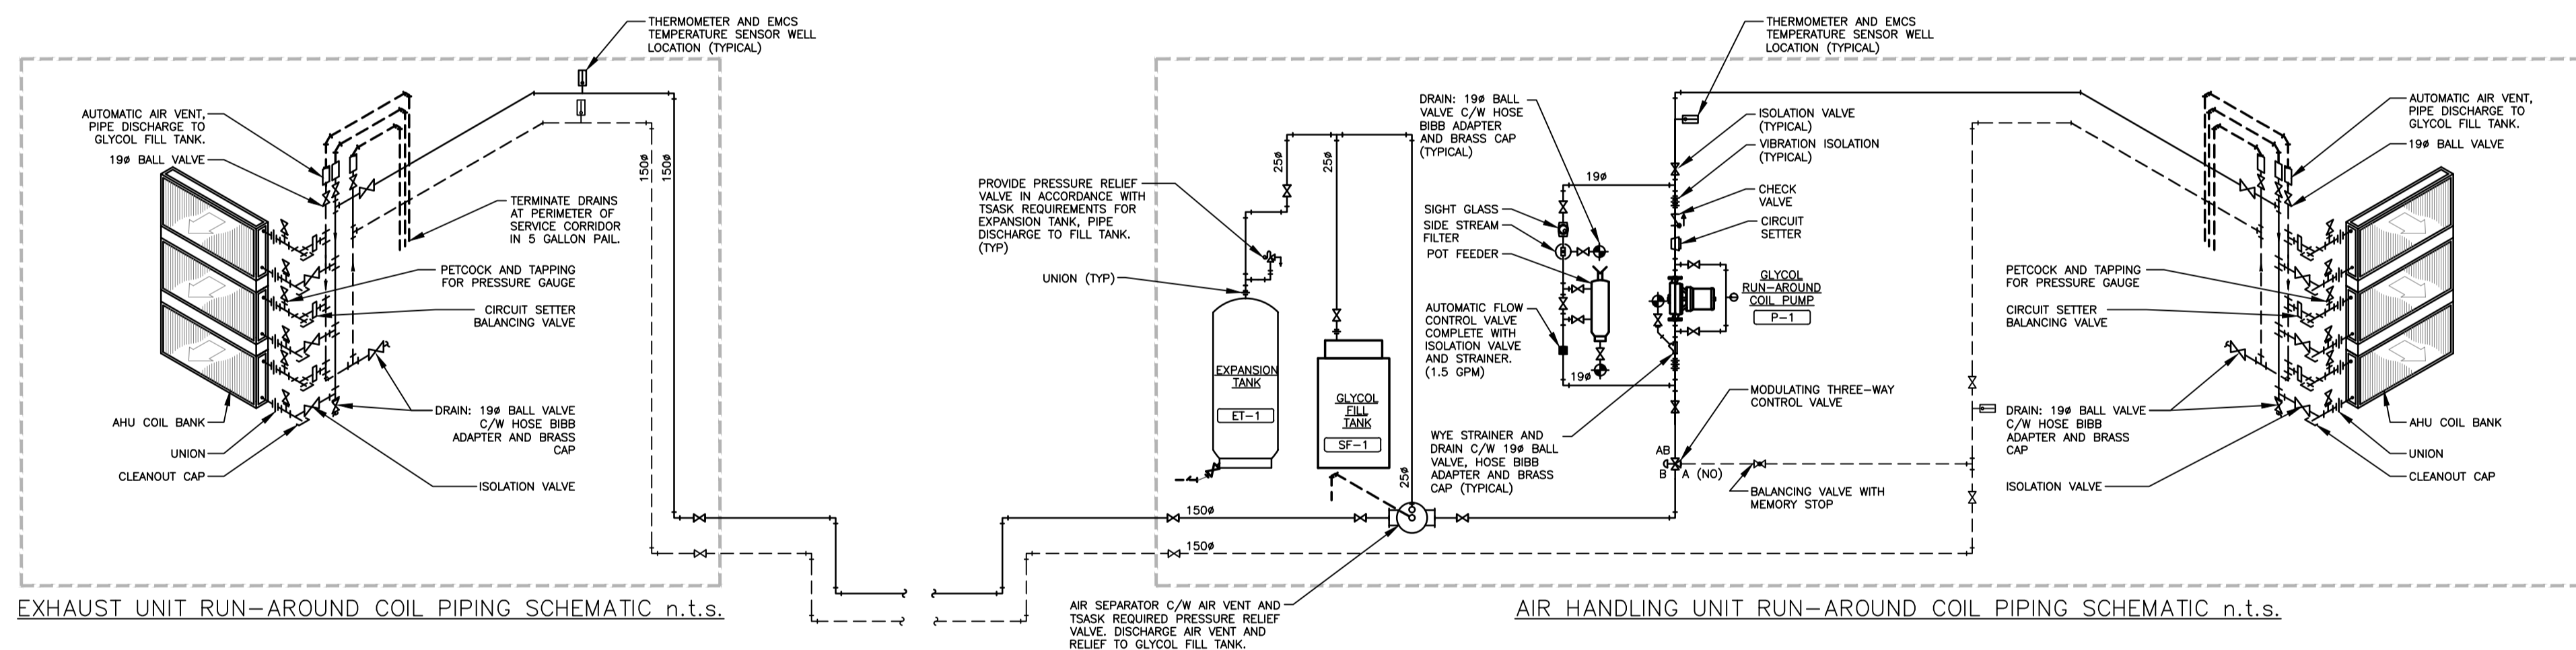 THERMOMETER AND EMCS
TEMPERATURE SENSOR WELL
LOCATION (TYPICAL)
AUTOMATIC AIR VENT,
PIPE DISCHARGE TO
GLYCOL FILL TANK.
19ø BALL VALVE
150ø
150ø
TERMINATE DRAINS
AT PERIMETER OF
SERVICE CORRIDOR
IN 5 GALLON PAIL.
PETCOCK AND TAPPING
FOR PRESSURE GAUGE
CIRCUIT SETTER
BALANCING VALVE
DRAIN: 19ø BALL VALVE
C/W HOSE BIBB
ADAPTER AND BRASS
CAP
AHU COIL BANK
UNION
CLEANOUT CAP
ISOLATION VALVE
EXHAUST UNIT RUN-AROUND COIL PIPING SCHEMATIC n.t.s.
THERMOMETER AND EMCS
TEMPERATURE SENSOR WELL
LOCATION (TYPICAL)
DRAIN: 19ø BALL
VALVE C/W HOSE
BIBB ADAPTER
AND BRASS CAP
(TYPICAL)
ISOLATION VALVE
(TYPICAL)
VIBRATION ISOLATION
(TYPICAL)
CHECK
VALVE
CIRCUIT
SETTER
25ø
25ø
19ø
PROVIDE PRESSURE RELIEF
VALVE IN ACCORDANCE WITH
TSASK REQUIREMENTS FOR
EXPANSION TANK, PIPE
DISCHARGE TO FILL TANK.
(TYP)
UNION (TYP)
SIGHT GLASS
SIDE STREAM
FILTER
POT FEEDER
GLYCOL
RUN-AROUND
COIL PUMP
P-1
AUTOMATIC FLOW
CONTROL VALVE
COMPLETE WITH
ISOLATION VALVE
AND STRAINER.
(1.5 GPM)
19ø
EXPANSION
TANK
ET-1
GLYCOL
FILL
TANK
SF-1
25ø
MODULATING THREE-WAY
CONTROL VALVE
WYE STRAINER AND
DRAIN C/W 19ø BALL
VALVE, HOSE BIBB
ADAPTER AND BRASS
CAP (TYPICAL)
AB
B
A (NO)
BALANCING VALVE WITH
MEMORY STOP
150ø
150ø
AIR SEPARATOR C/W AIR VENT AND
TSASK REQUIRED PRESSURE RELIEF
VALVE. DISCHARGE AIR VENT AND
RELIEF TO GLYCOL FILL TANK.
AUTOMATIC AIR VENT,
PIPE DISCHARGE TO
GLYCOL FILL TANK.
19ø BALL VALVE
PETCOCK AND TAPPING
FOR PRESSURE GAUGE
CIRCUIT SETTER
BALANCING VALVE
DRAIN: 19ø BALL VALVE
C/W HOSE BIBB
ADAPTER AND BRASS
CAP
ISOLATION VALVE
AHU COIL BANK
UNION
CLEANOUT CAP
AIR HANDLING UNIT RUN-AROUND COIL PIPING SCHEMATIC n.t.s.